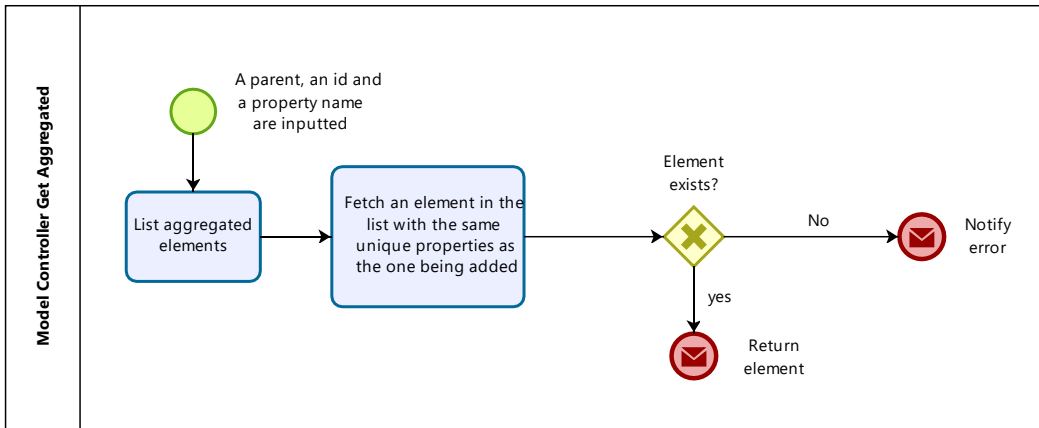 Model Controller Get Aggregated
A parent, an id and
a property name
are inputted
List aggregated
elements
Fetch an element in the
list with the same
unique properties as
the one being added
Element
exists?
No
Notify
error
yes
Return
element